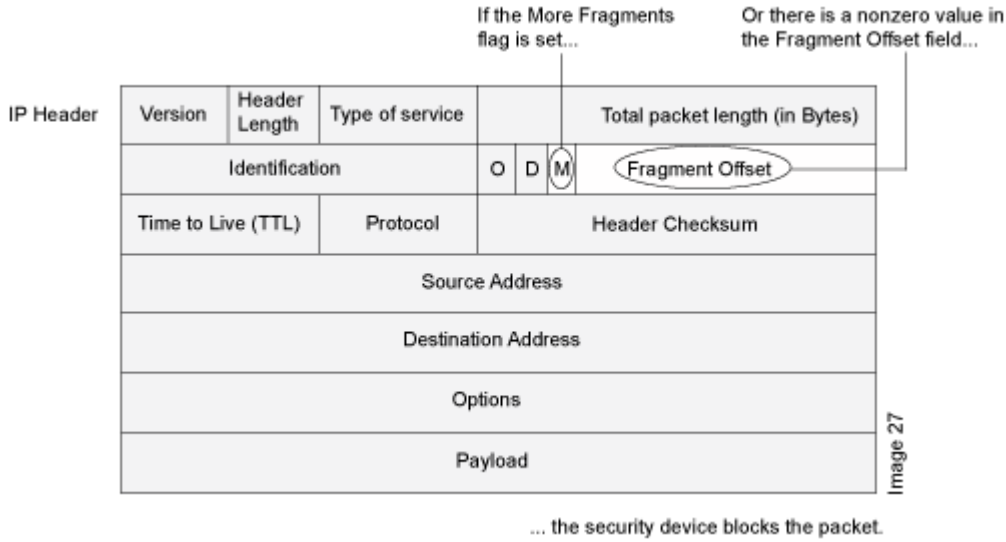 If the More Fragments
flag is set...
Or there is a nonzero value in
the Fragment Offset field...
IP Header
Version
Header
Length
Type of service
Total packet length (in Bytes)
Identification
O
D
M
Fragment Offset
Time to Live (TTL)
Protocol
Header Checksum
Source Address
Destination Address
Options
Payload
Image 27
... the security device blocks the packet.